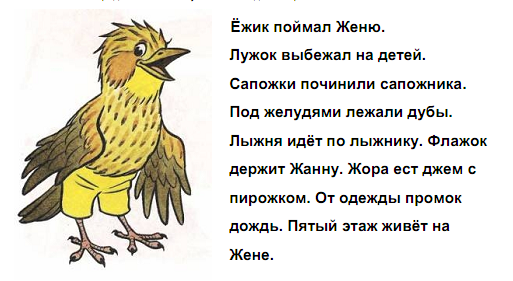 Ёжик поймал Женю.
Лужок выбежал на детей.
Сапожки починили сапожника.
Под желудями лежали дубы.
Лыжня идёт по лыжнику. Флажок
держит Жанну. Жора ест джем с
пирожком. От одежды промок
дождь. Пятый этаж живёт на
Жене.